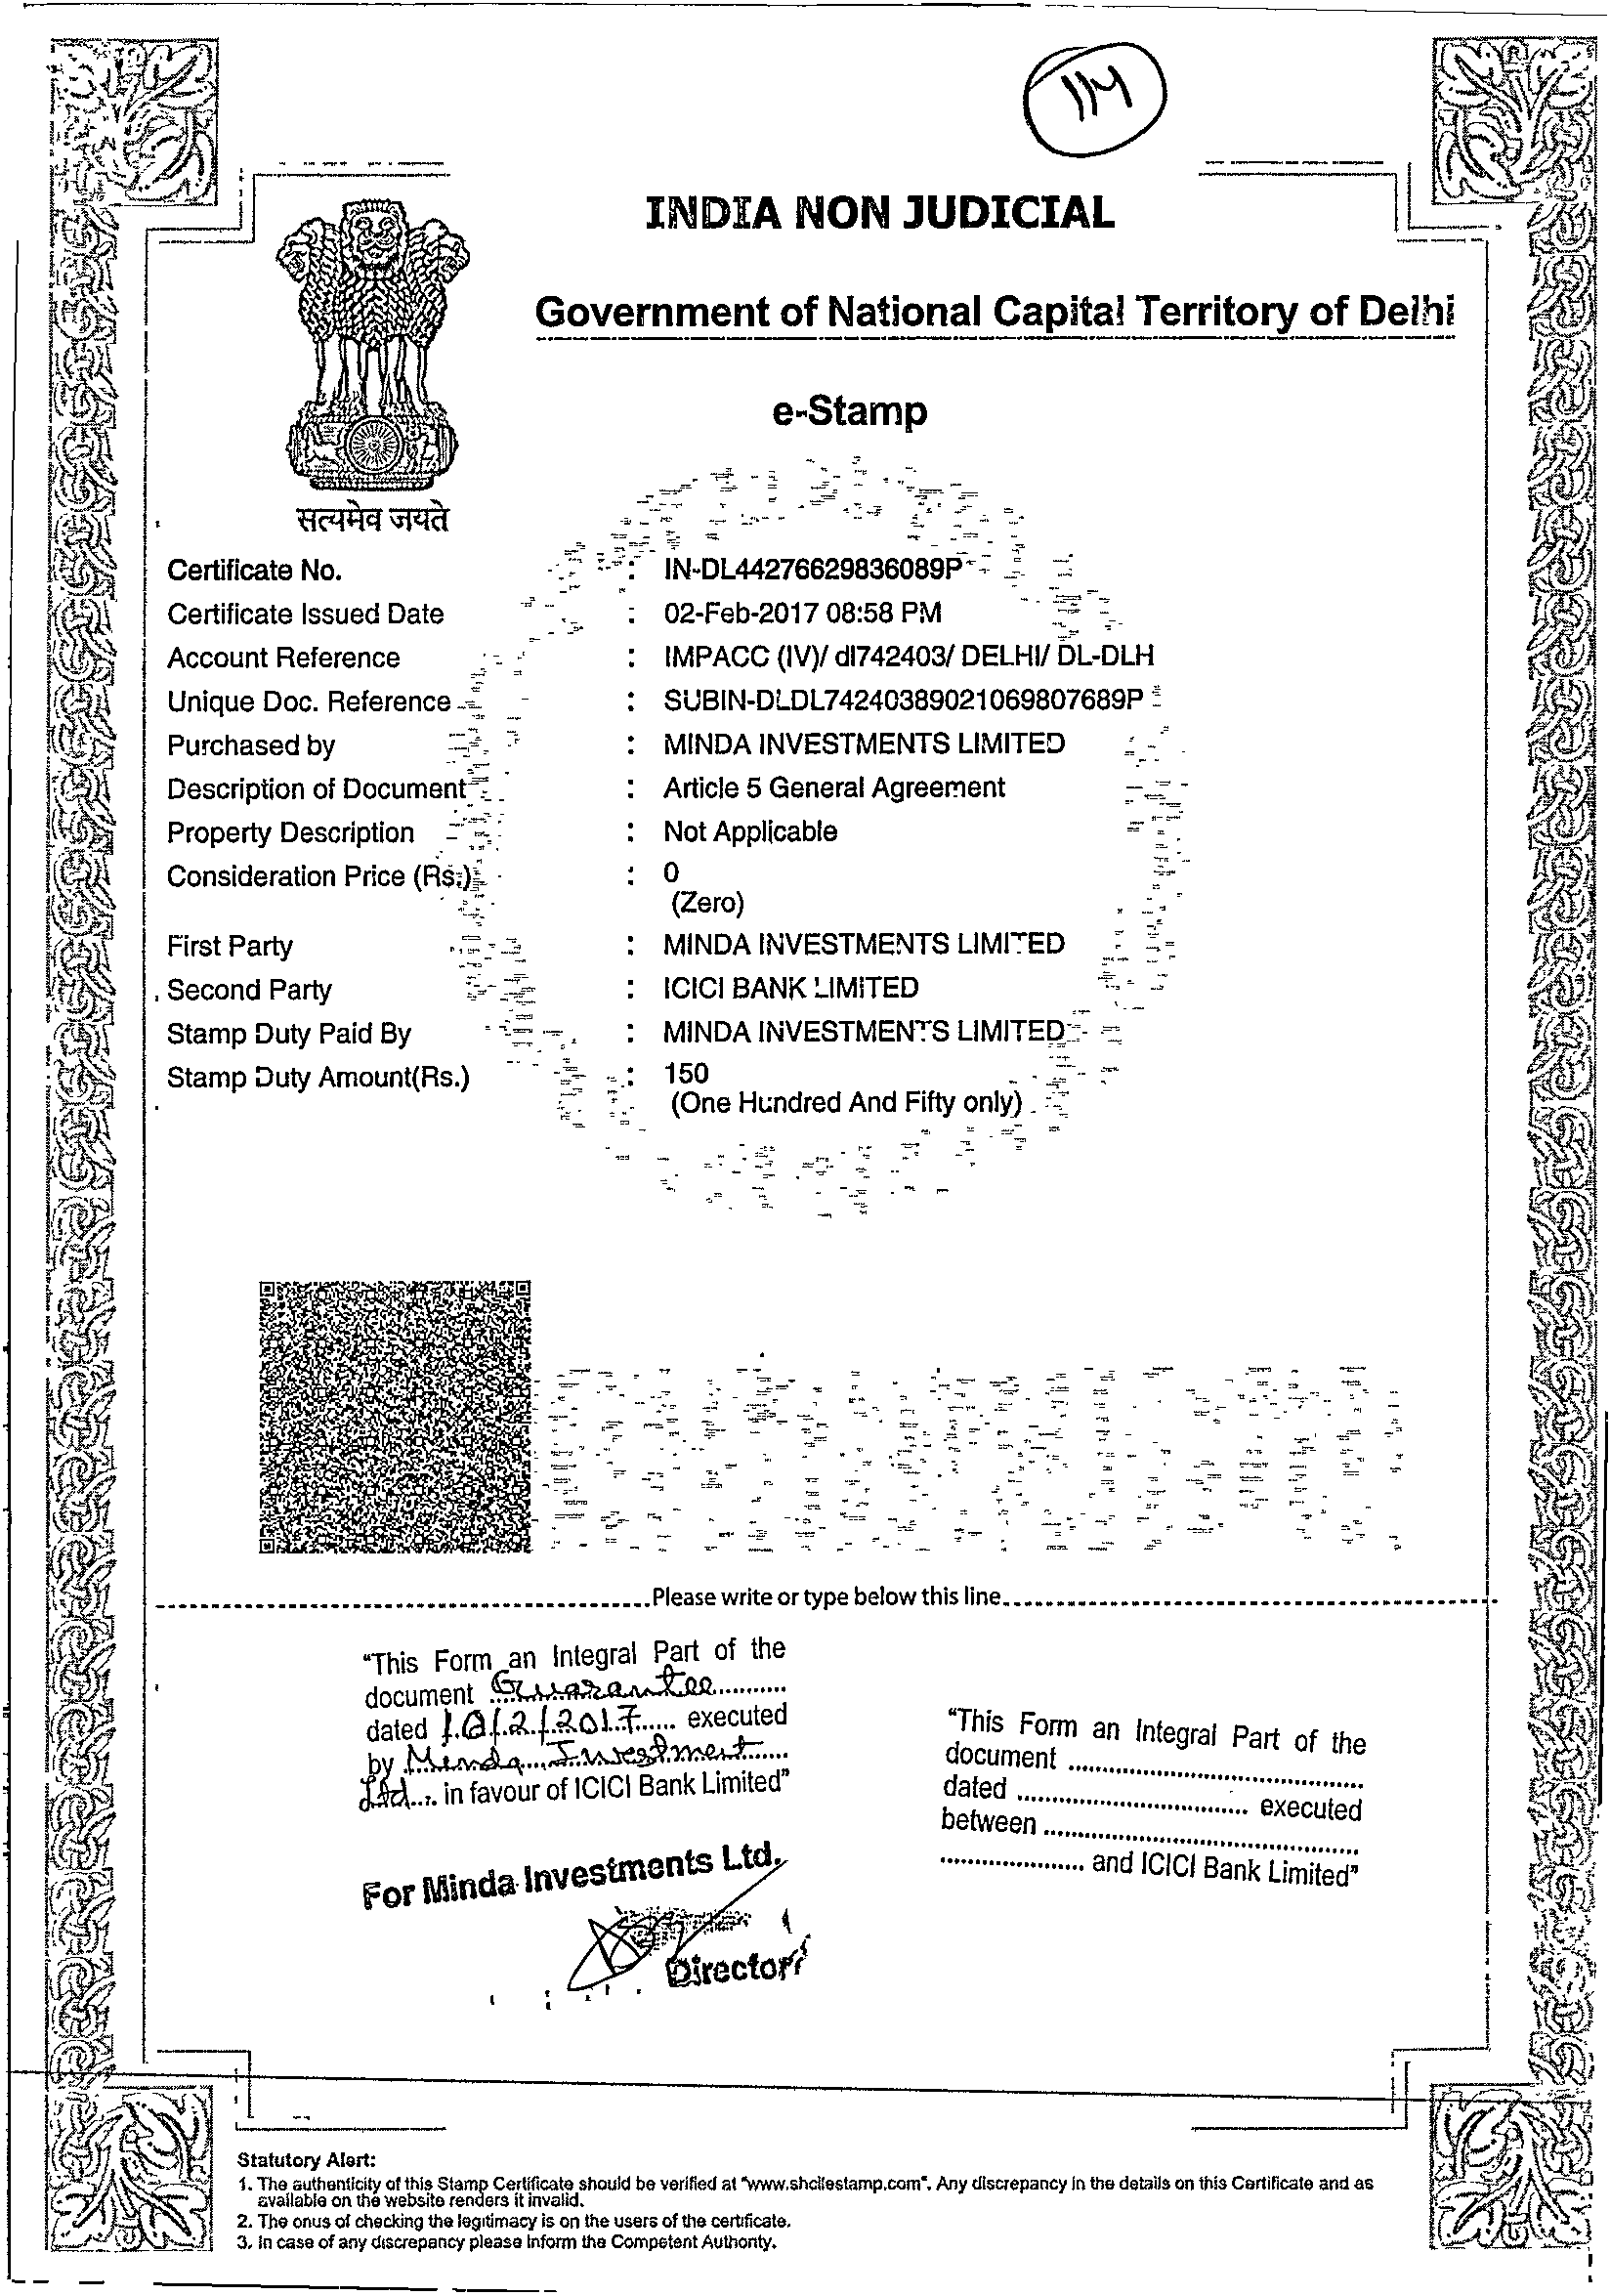 114
INDIA NON JUDICIAL
Government of National Capital Territory of Delhi
e-Stamp
सत्यमेव जयते
Certificate No. : IN-DL44276629836089P
Certificate Issued Date : 02-Feb-2017 08:58 PM
Account Reference : IMPACC (IV)/ dl742403/ DELHI/ DL-DLH
Unique Doc. Reference : SUBIN-DLDL74240389021069807689P
Purchased by : MINDA INVESTMENTS LIMITED
Description of Document : Article 5 General Agreement
Property Description : Not Applicable
Consideration Price (Rs.) : 0
(Zero)
First Party : MINDA INVESTMENTS LIMITED
Second Party : ICICI BANK LIMITED
Stamp Duty Paid By : MINDA INVESTMENTS LIMITED
Stamp Duty Amount(Rs.) : 150
(One Hundred And Fifty only)
Please write or type below this line
"This Form an Integral Part of the
document Guarantee
dated 10/2/2017 executed
by Minda Investment
Ltd in favour of ICICI Bank Limited"
For Minda Investments Ltd.
Director
"This Form an Integral Part of the
document
dated executed
between
and ICICI Bank Limited"
Statutory Alert:
1. The authenticity of this Stamp Certificate should be verified at "www.shcilestamp.com". Any discrepancy in the details on this Certificate and as
available on the website renders it invalid.
2. The onus of checking the legitimacy is on the users of the certificate.
3. In case of any discrepancy please inform the Competent Authority.